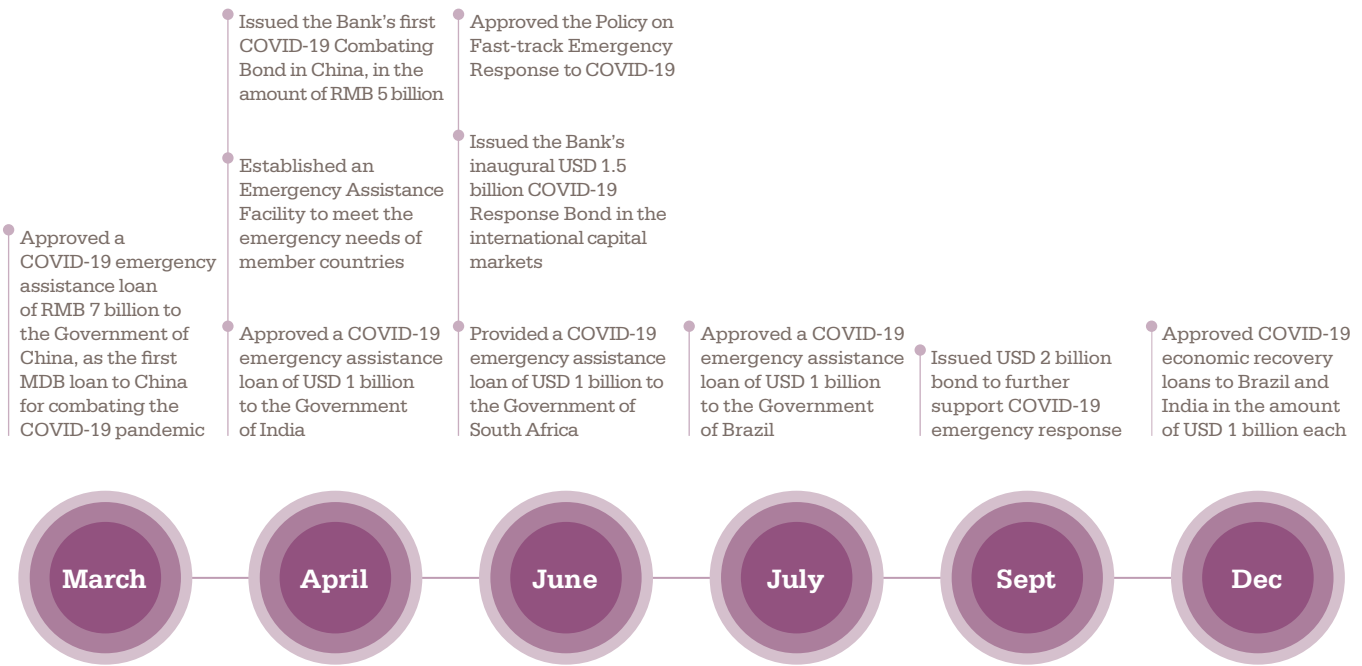 Approved a
COVID-19 emergency
assistance loan
of RMB 7 billion to
the Government of
China, as the first
MDB loan to China
for combating the
COVID-19 pandemic
Issued the Bank's first
COVID-19 Combating
Bond in China, in the
amount of RMB 5 billion
Established an
Emergency Assistance
Facility to meet the
emergency needs of
member countries
Approved a COVID-19
emergency assistance
loan of USD 1 billion
to the Government
of India
Approved the Policy on
Fast-track Emergency
Response to COVID-19
Issued the Bank's
inaugural USD 1.5
billion COVID-19
Response Bond in the
international capital
markets
Provided a COVID-19
emergency assistance
loan of USD 1 billion to
the Government of
South Africa
Approved a COVID-19
emergency assistance
loan of USD 1 billion
to the Government
of Brazil
Issued USD 2 billion
bond to further
support COVID-19
emergency response
Approved COVID-19
economic recovery
loans to Brazil and
India in the amount
of USD 1 billion each
March
April
June
July
Sept
Dec